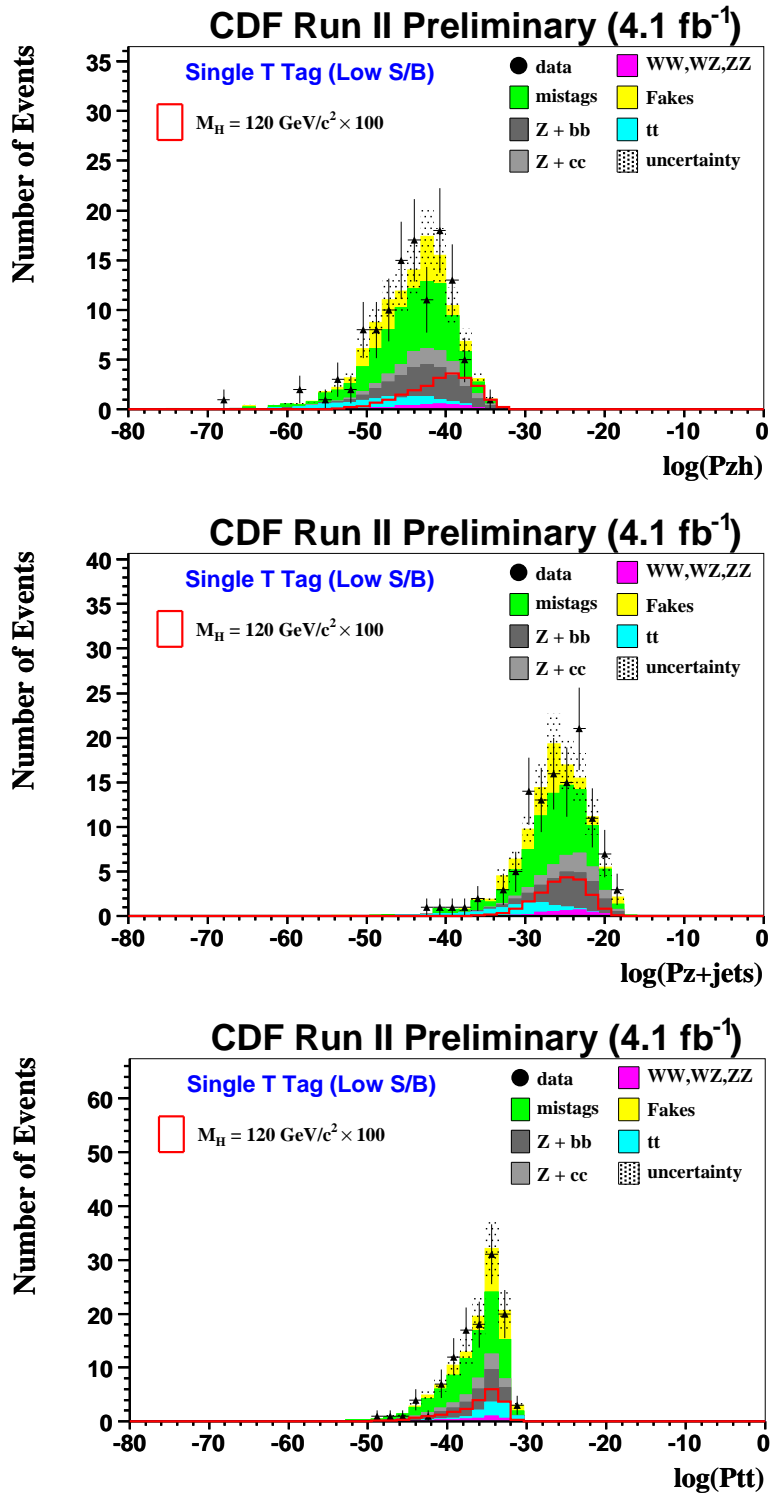 CDF Run II Preliminary (4.1 fb⁻¹)
Number of Events
35
30
25
20
15
10
5
0
Single T Tag (Low S/B)
M_H = 120 GeV/c² × 100
data
mistags
Z + bb
Z + cc
WW,WZ,ZZ
Fakes
tt
uncertainty
-80 -70 -60 -50 -40 -30 -20 -10 0
log(Pzh)
CDF Run II Preliminary (4.1 fb⁻¹)
Number of Events
40
35
30
25
20
15
10
5
0
Single T Tag (Low S/B)
M_H = 120 GeV/c² × 100
data
mistags
Z + bb
Z + cc
WW,WZ,ZZ
Fakes
tt
uncertainty
-80 -70 -60 -50 -40 -30 -20 -10 0
log(Pz+jets)
CDF Run II Preliminary (4.1 fb⁻¹)
Number of Events
60
50
40
30
20
10
0
Single T Tag (Low S/B)
M_H = 120 GeV/c² × 100
data
mistags
Z + bb
Z + cc
WW,WZ,ZZ
Fakes
tt
uncertainty
-80 -70 -60 -50 -40 -30 -20 -10 0
log(Ptt)